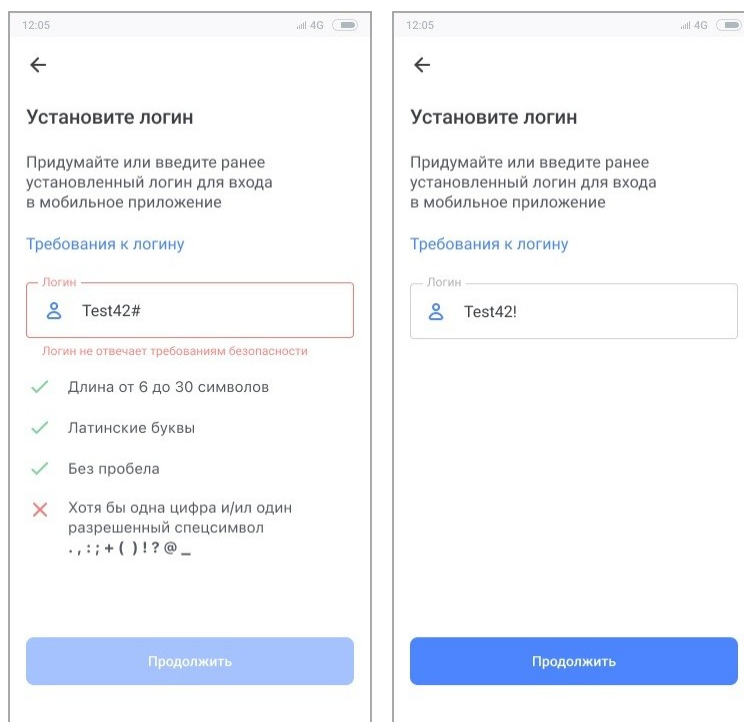 12:05
4G
Установите логин
Придумайте или введите ранее
установленный логин для входа
в мобильное приложение
Требования к логину
Логин
Test42#
Логин не отвечает требованиям безопасности
Длина от 6 до 30 символов
Латинские буквы
Без пробела
Хотя бы одна цифра и/ил один
разрешенный спецсимвол
. , : ; + ( ) ! ? @ _
Продолжить
12:05
4G
Установите логин
Придумайте или введите ранее
установленный логин для входа
в мобильное приложение
Требования к логину
Логин
Test42!
Продолжить